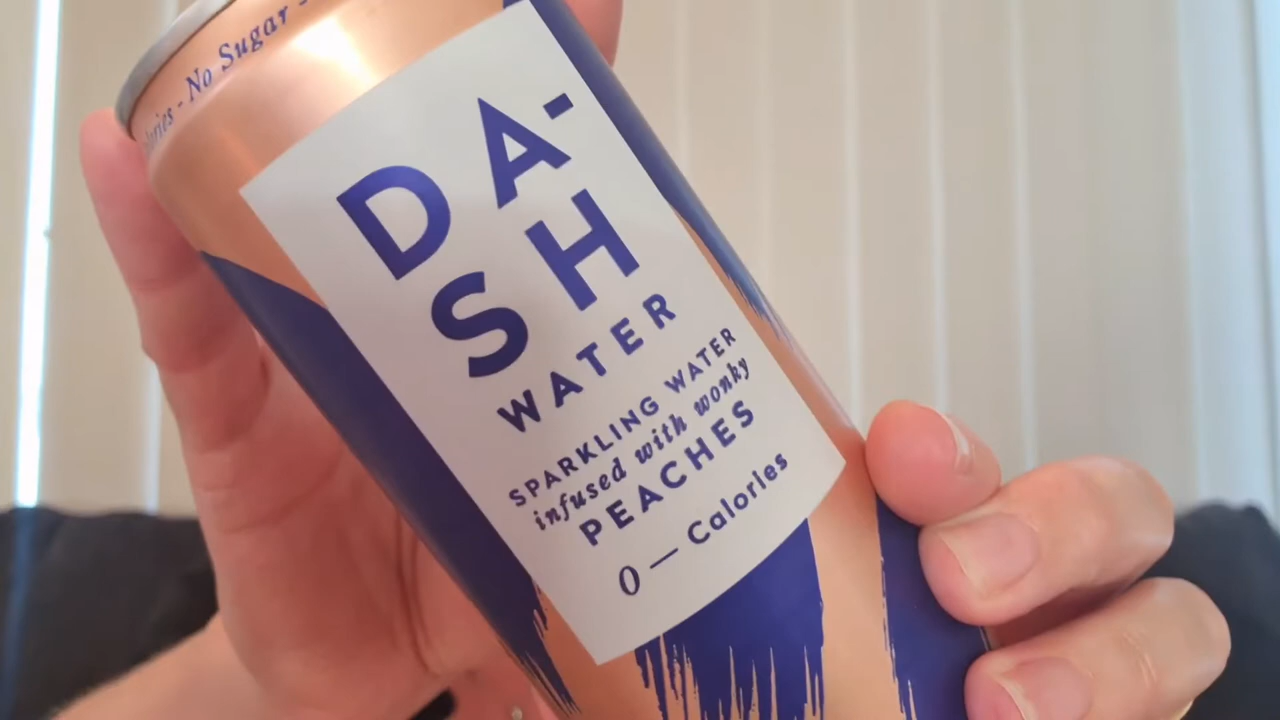 No Sugar -
DA-
SH
WATER
SPARKLING WATER
infused with wonky
PEACHES
0 — Calories